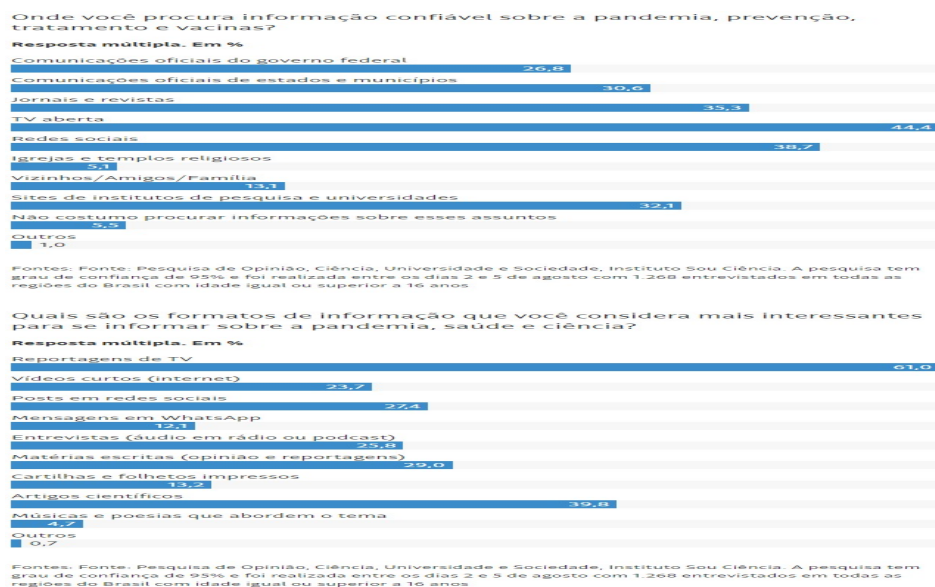 Onde você procura informação confiável sobre a pandemia, prevenção,
tratamento e vacinas?
Resposta múltipla. Em %
Comunicações oficiais do governo federal
26,8
Comunicações oficiais de estados e municípios
30,6
Jornais e revistas
35,3
TV aberta
44,4
Redes sociais
38,7
Igrejas e templos religiosos
5,1
Vizinhos/Amigos/Família
13,1
Sites de institutos de pesquisa e universidades
32,1
Não costumo procurar informações sobre esses assuntos
5,5
Outros
1,0
Fontes: Fonte: Pesquisa de Opinião, Ciência, Universidade e Sociedade, Instituto Sou Ciência. A pesquisa tem
grau de confiança de 95% e foi realizada entre os dias 2 e 5 de agosto com 1.268 entrevistados em todas as
regiões do Brasil com idade igual ou superior a 16 anos
Quais são os formatos de informação que você considera mais interessantes
para se informar sobre a pandemia, saúde e ciência?
Resposta múltipla. Em %
Reportagens de TV
61,0
Vídeos curtos (internet)
23,7
Posts em redes sociais
27,4
Mensagens em WhatsApp
12,1
Entrevistas (áudio em rádio ou podcast)
25,8
Matérias escritas (opinião e reportagens)
29,0
Cartilhas e folhetos impressos
13,2
Artigos científicos
39,8
Músicas e poesias que abordem o tema
4,7
Outros
0,7
Fontes: Fonte: Pesquisa de Opinião, Ciência, Universidade e Sociedade, Instituto Sou Ciência. A pesquisa tem
grau de confiança de 95% e foi realizada entre os dias 2 e 5 de agosto com 1.268 entrevistados em todas as
regiões do Brasil com idade igual ou superior a 16 anos